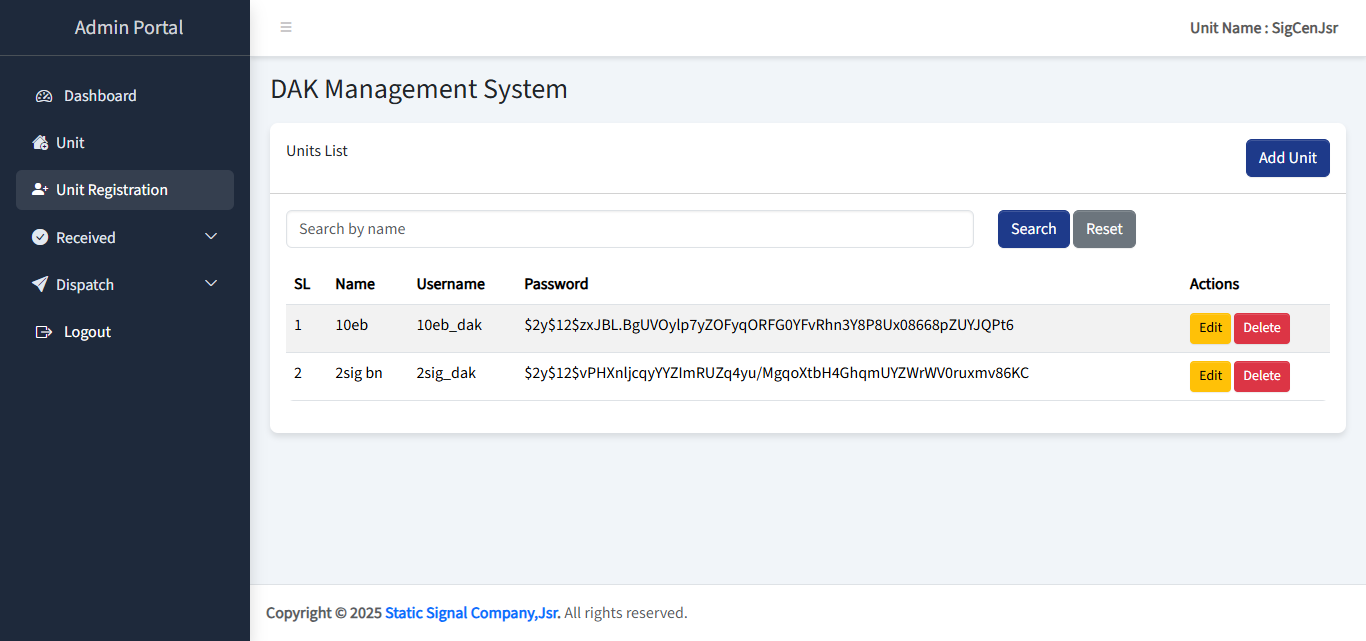 Admin Portal
Unit Name : SigCenJsr
Dashboard
Unit
Unit Registration
Received
Dispatch
Logout
DAK Management System
Units List
Add Unit
Search by name
Search Reset
SL Name Username Password Actions
1 10eb 10eb_dak $2y$12$zxJBL.BgUVOylp7yZOFyqORFG0YFvRhn3Y8P8Ux08668pZUYJQPt6 Edit Delete
2 2sig bn 2sig_dak $2y$12$vPHXnljcqyYYZImRUZq4yu/MgqoXtbH4GhqmUYZWrWV0ruxmv86KC Edit Delete
Copyright © 2025 Static Signal Company,Jsr. All rights reserved.